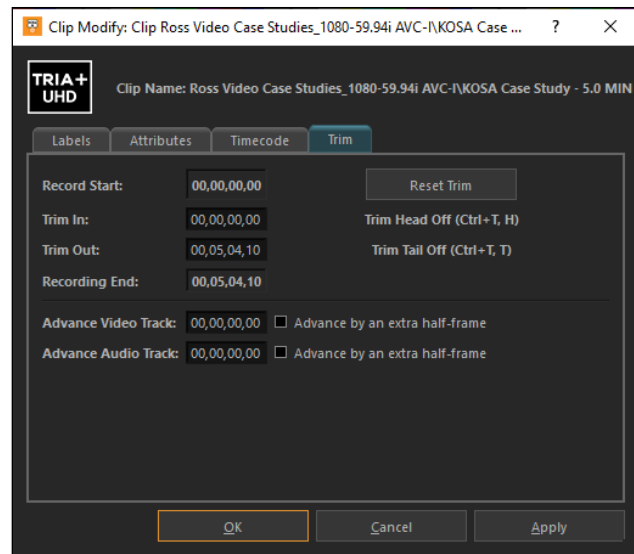 Clip Modify: Clip Ross Video Case Studies_1080-59.94i AVC-I\KOSA Case ... ? ×
TRIA+
UHD
Clip Name: Ross Video Case Studies_1080-59.94i AVC-I\KOSA Case Study - 5.0 MIN
Labels Attributes Timecode Trim
Record Start: 00,00,00,00 Reset Trim
Trim In: 00,00,00,00 Trim Head Off (Ctrl+T, H)
Trim Out: 00,05,04,10 Trim Tail Off (Ctrl+T, T)
Recording End: 00,05,04,10
Advance Video Track: 00,00,00,00 Advance by an extra half-frame
Advance Audio Track: 00,00,00,00 Advance by an extra half-frame
OK Cancel Apply